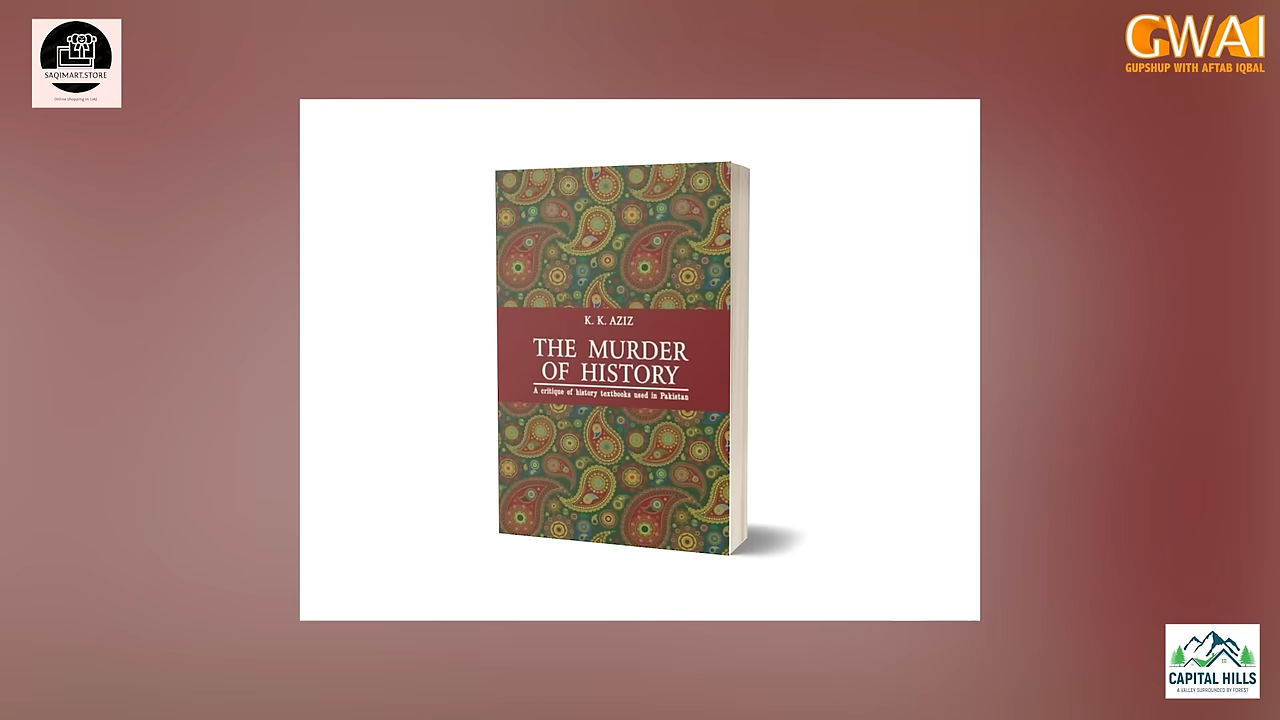 SAQIMART.STORE
Online shopping in UAE
GWAI
GUPSHUP WITH AFTAB IQBAL
K. K. AZIZ
THE MURDER
OF HISTORY
A critique of history textbooks used in Pakistan
CAPITAL HILLS
A VALLEY SURROUNDED BY FOREST